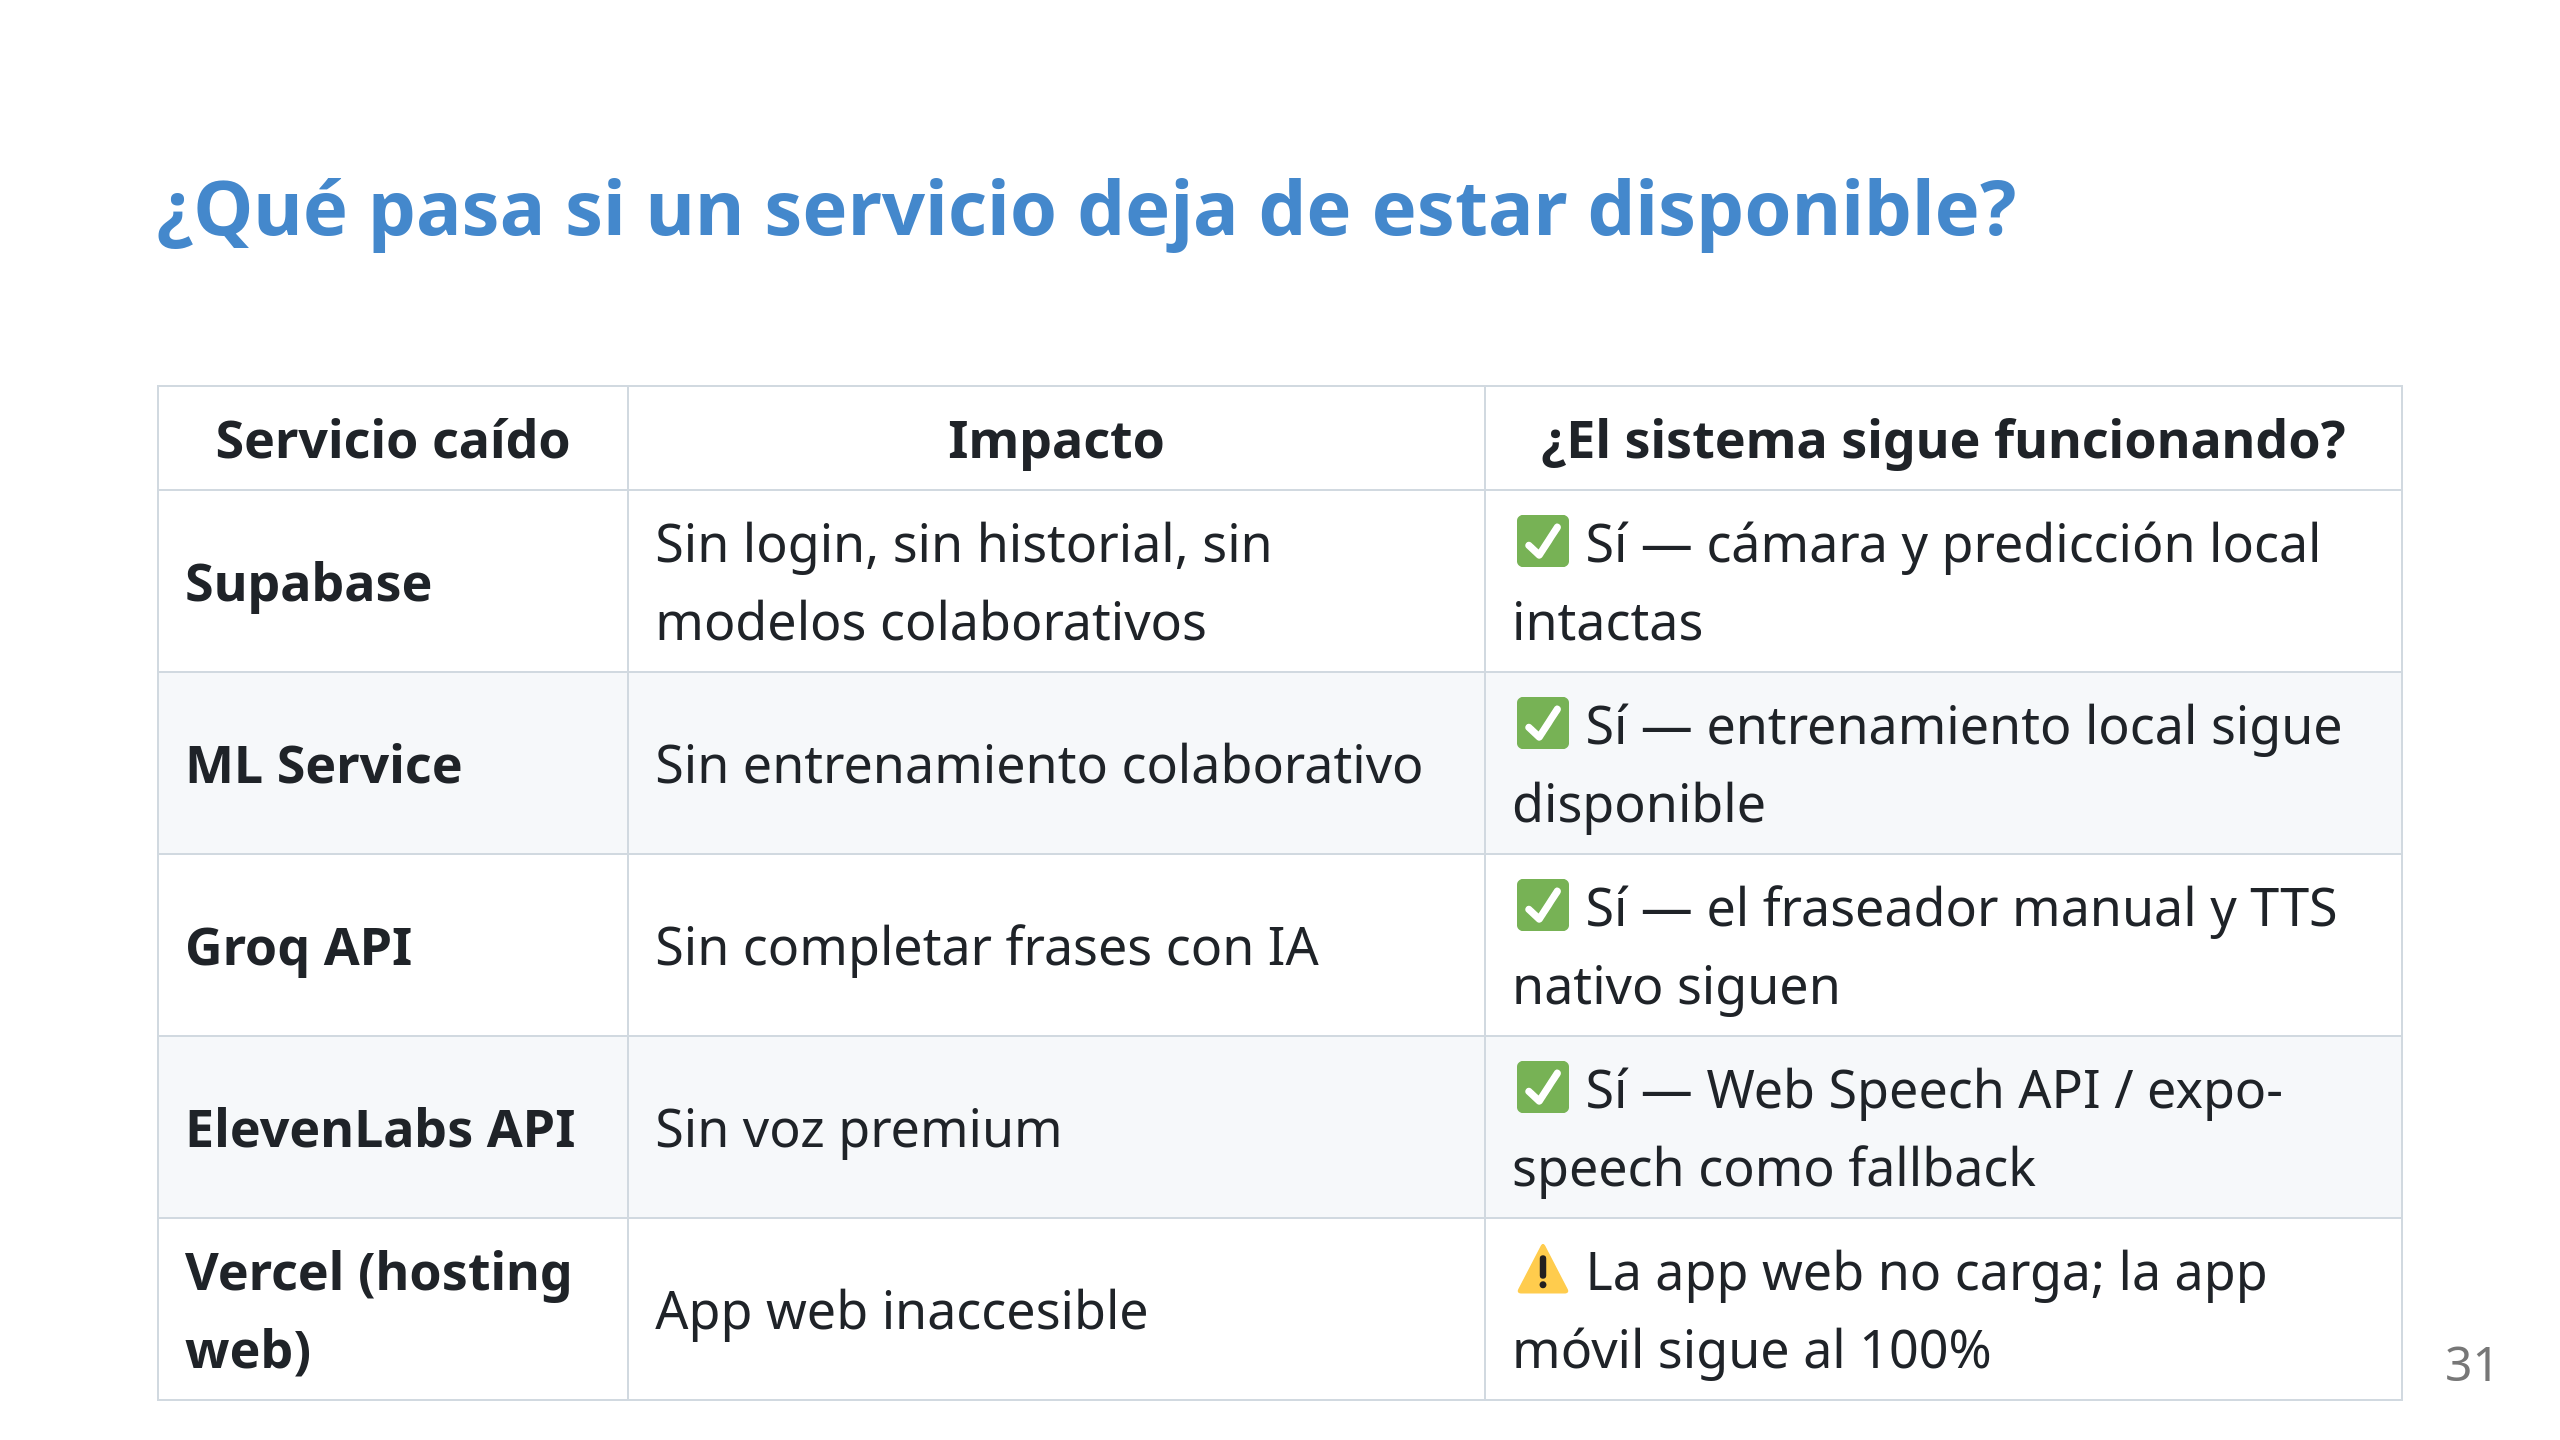 ¿Qué pasa si un servicio deja de estar disponible?
Servicio caído
Impacto
¿El sistema sigue funcionando?
Supabase
Sin login, sin historial, sin
modelos colaborativos
✅ Sí — cámara y predicción local
intactas
ML Service
Sin entrenamiento colaborativo
✅ Sí — entrenamiento local sigue
disponible
Groq API
Sin completar frases con IA
✅ Sí — el fraseador manual y TTS
nativo siguen
ElevenLabs API
Sin voz premium
✅ Sí — Web Speech API / expo-
speech como fallback
Vercel (hosting
web)
App web inaccesible
⚠️ La app web no carga; la app
móvil sigue al 100%
31